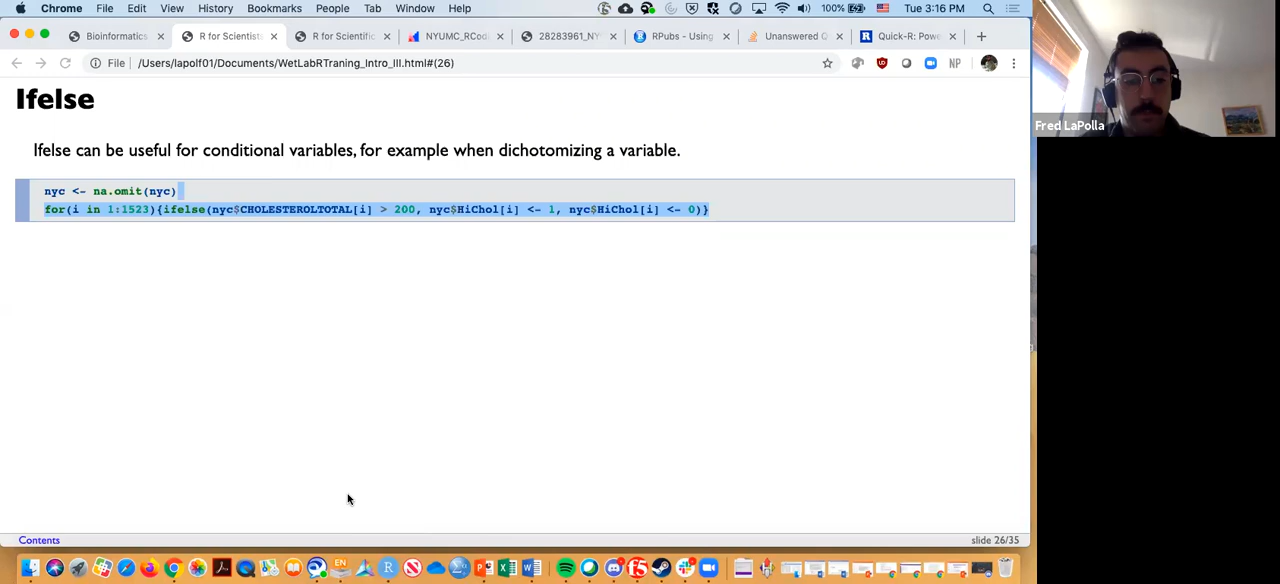 Chrome File Edit View History Bookmarks People Tab Window Help 100% Tue 3:16 PM
Bioinformatics R for Scientists R for Scientific NYUMC_RCod 28283961_NY RPubs - Using Unanswered Q Quick-R: Powe
File /Users/lapolf01/Documents/WetLabRTraning_Intro_III.html#(26) NP
Ifelse
Ifelse can be useful for conditional variables, for example when dichotomizing a variable.
nyc <- na.omit(nyc)
for(i in 1:1523){ifelse(nyc$CHOLESTEROLTOTAL[i] > 200, nyc$HiChol[i] <- 1, nyc$HiChol[i] <- 0)}
Fred LaPolla
Contents slide 26/35